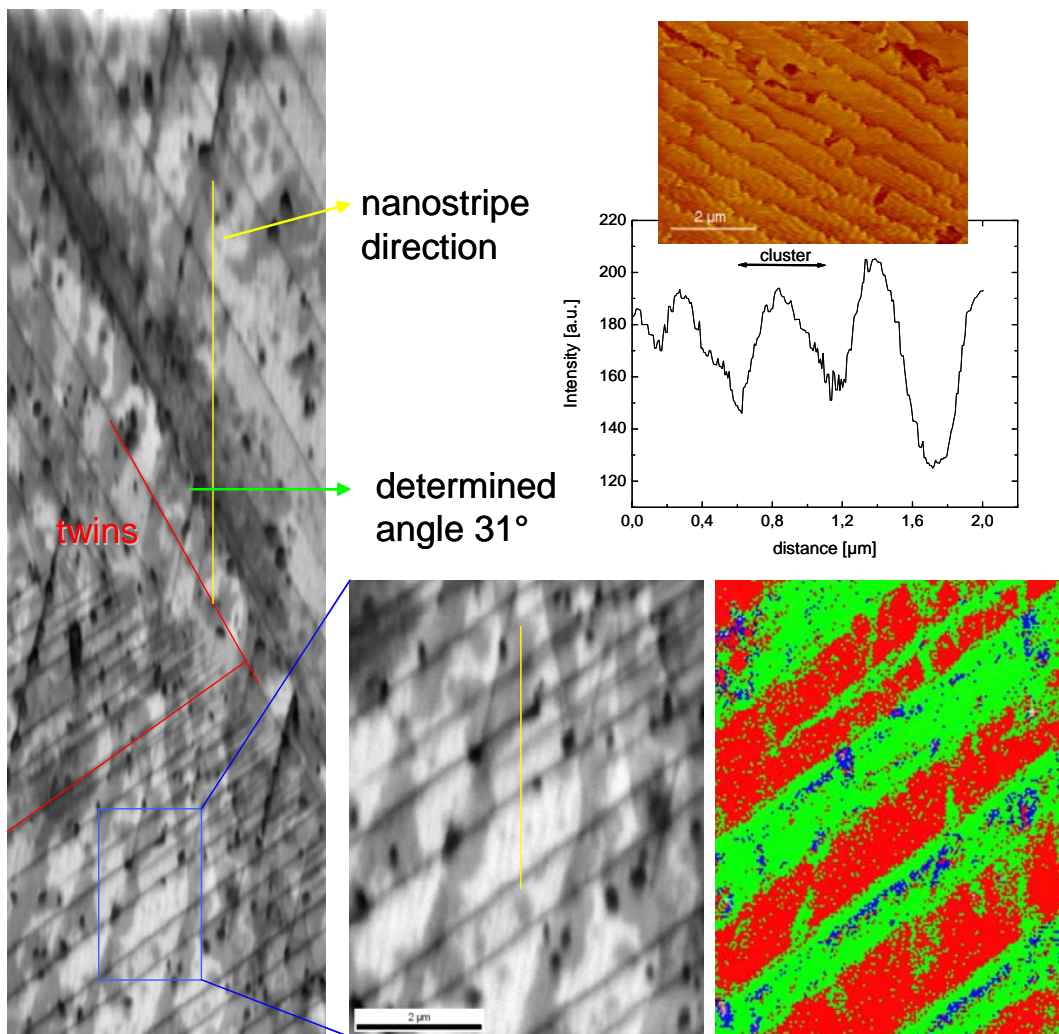 nanostripe
direction
determined
angle 31°
twins
2 µm
2 µm
cluster
Intensity [a.u.]
220
200
180
160
140
120
0,0 0,4 0,8 1,2 1,6 2,0
distance [µm]